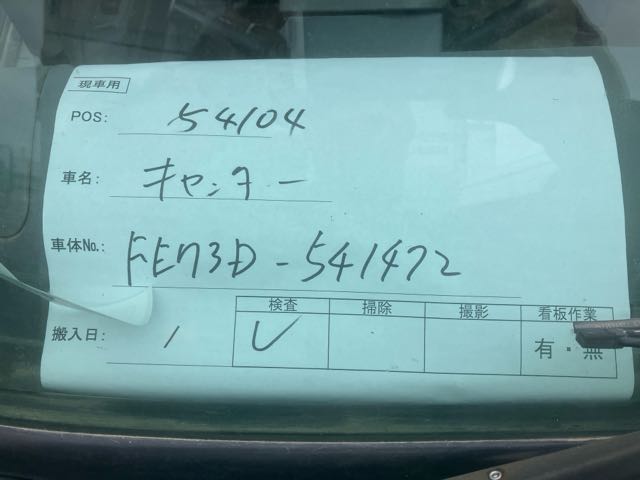 現車用
POS: 54104
車名: キャンター
車体No.: FE73D-541472
検査 掃除 撮影 看板作業
搬入日: / レ 有・無